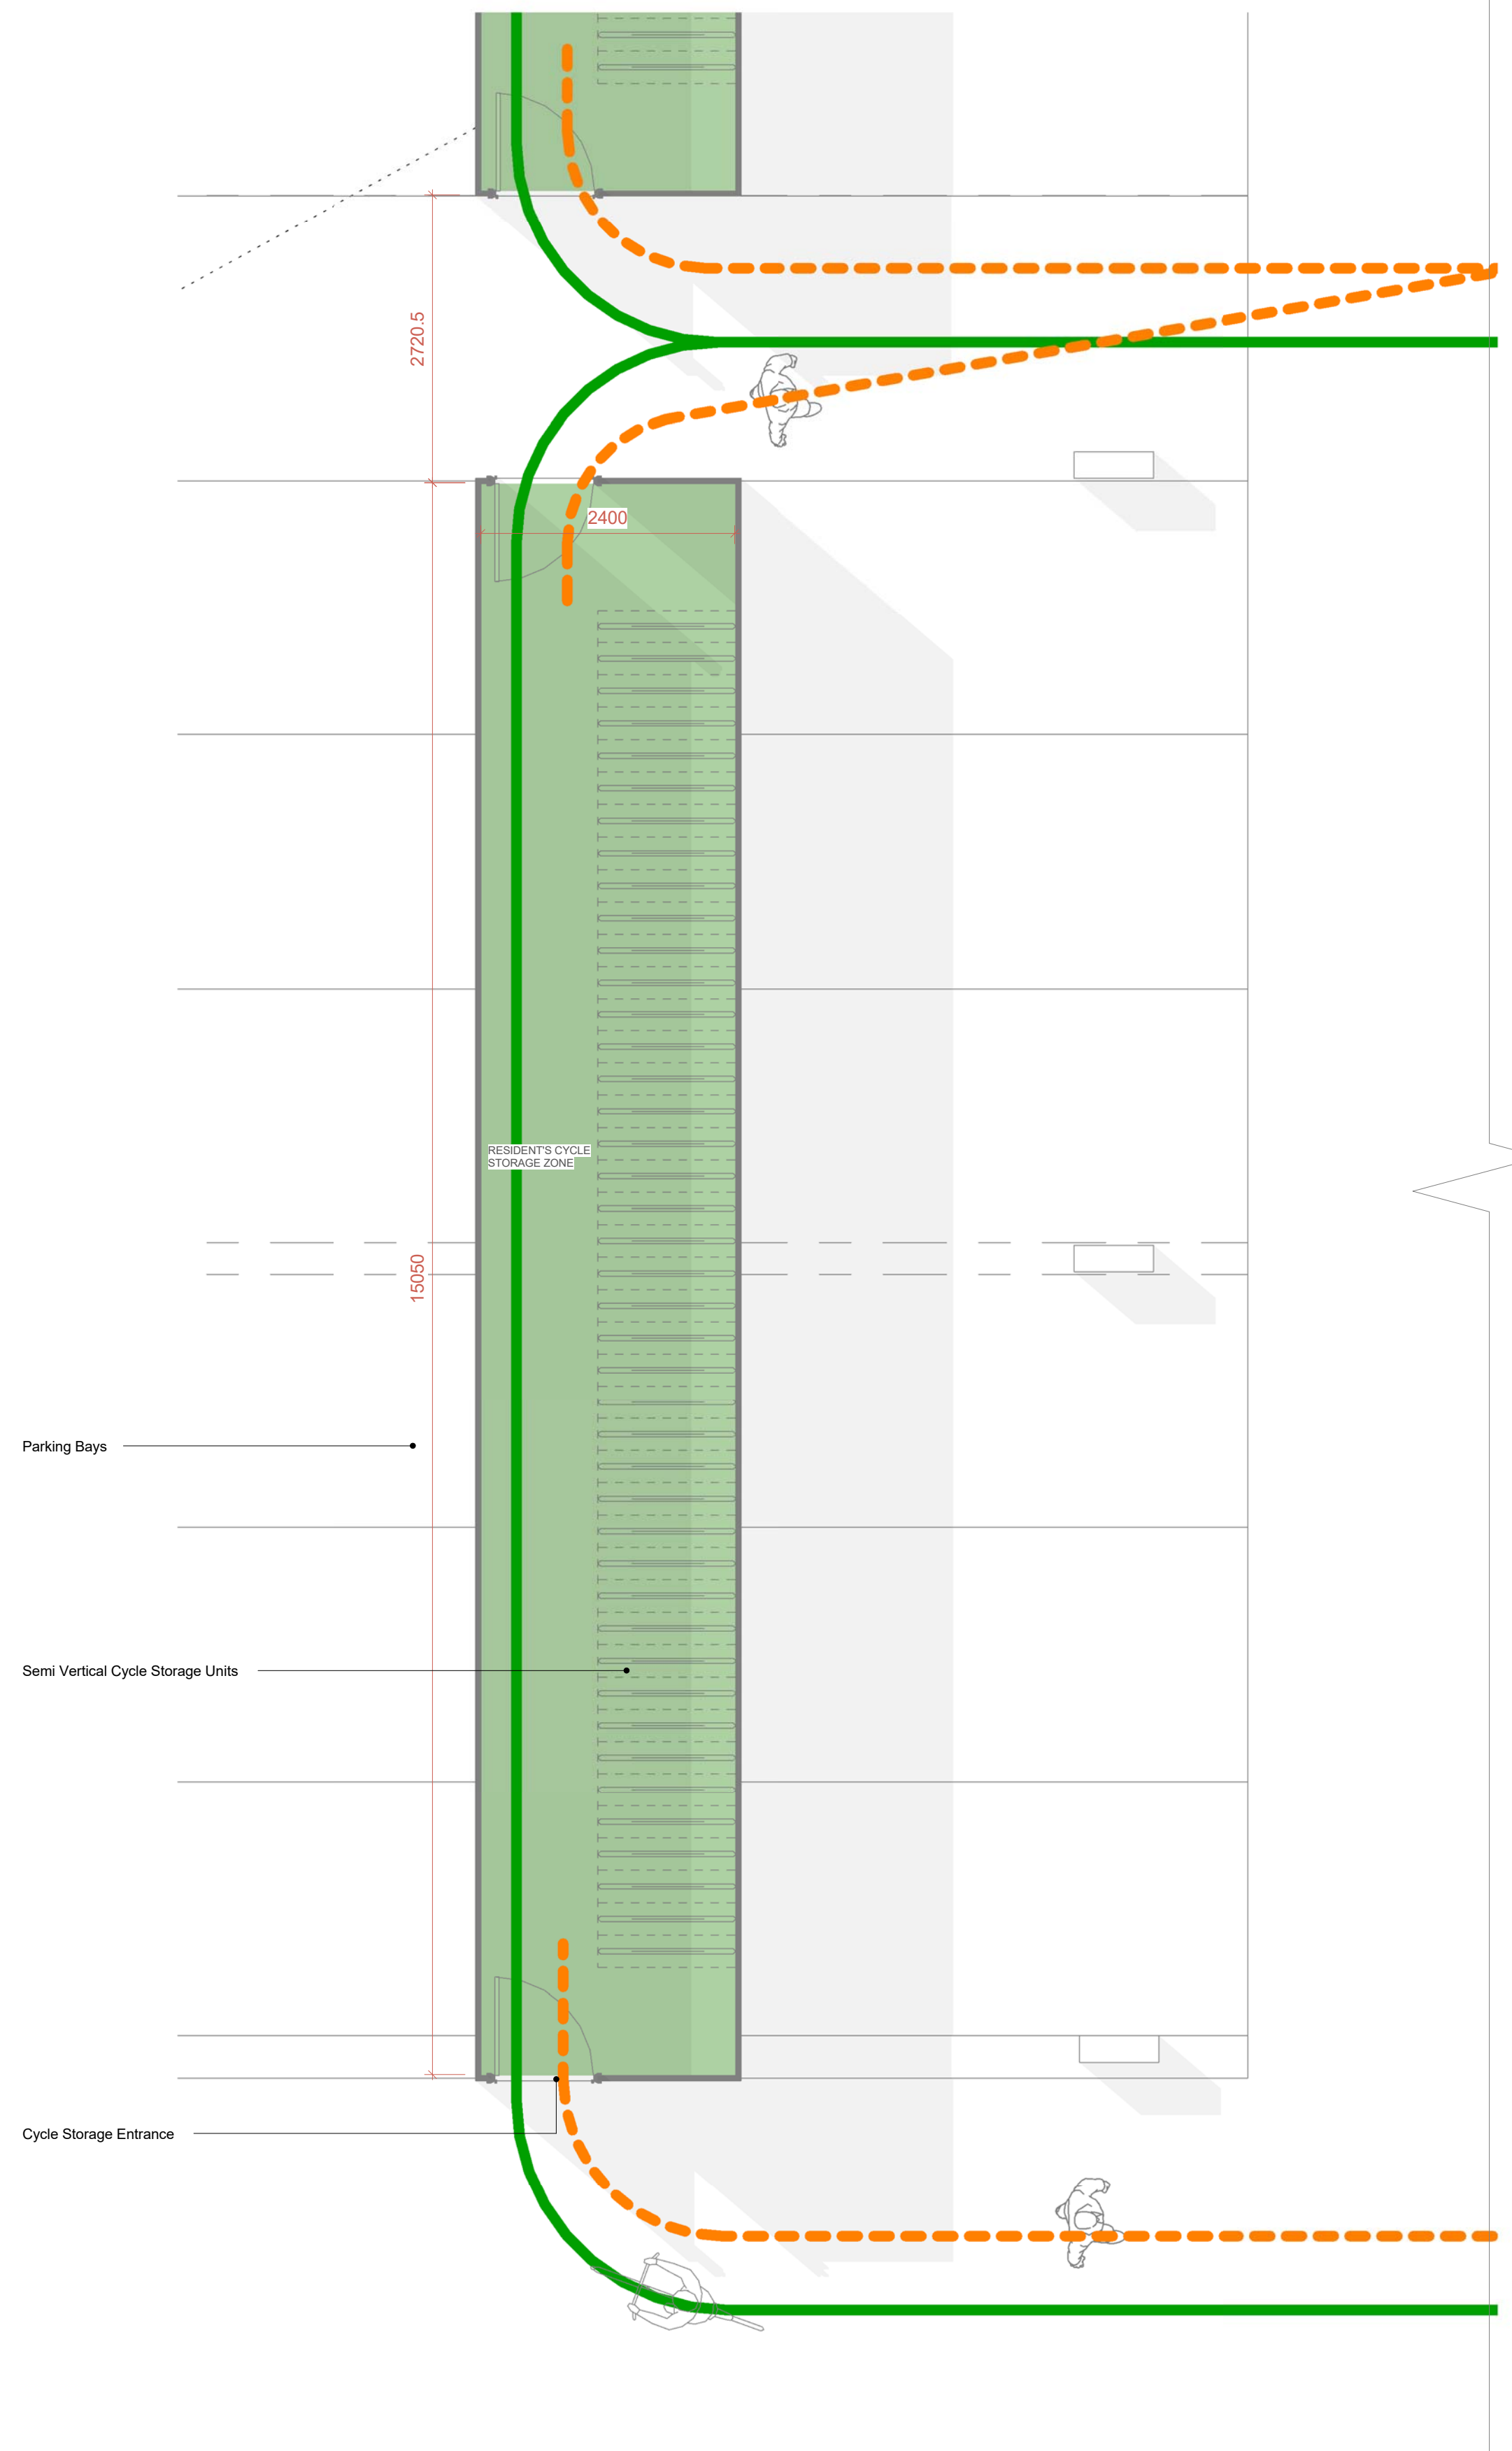 2720.5
2400
RESIDENT'S CYCLE
STORAGE ZONE
15050
Parking Bays
Semi Vertical Cycle Storage Units
Cycle Storage Entrance